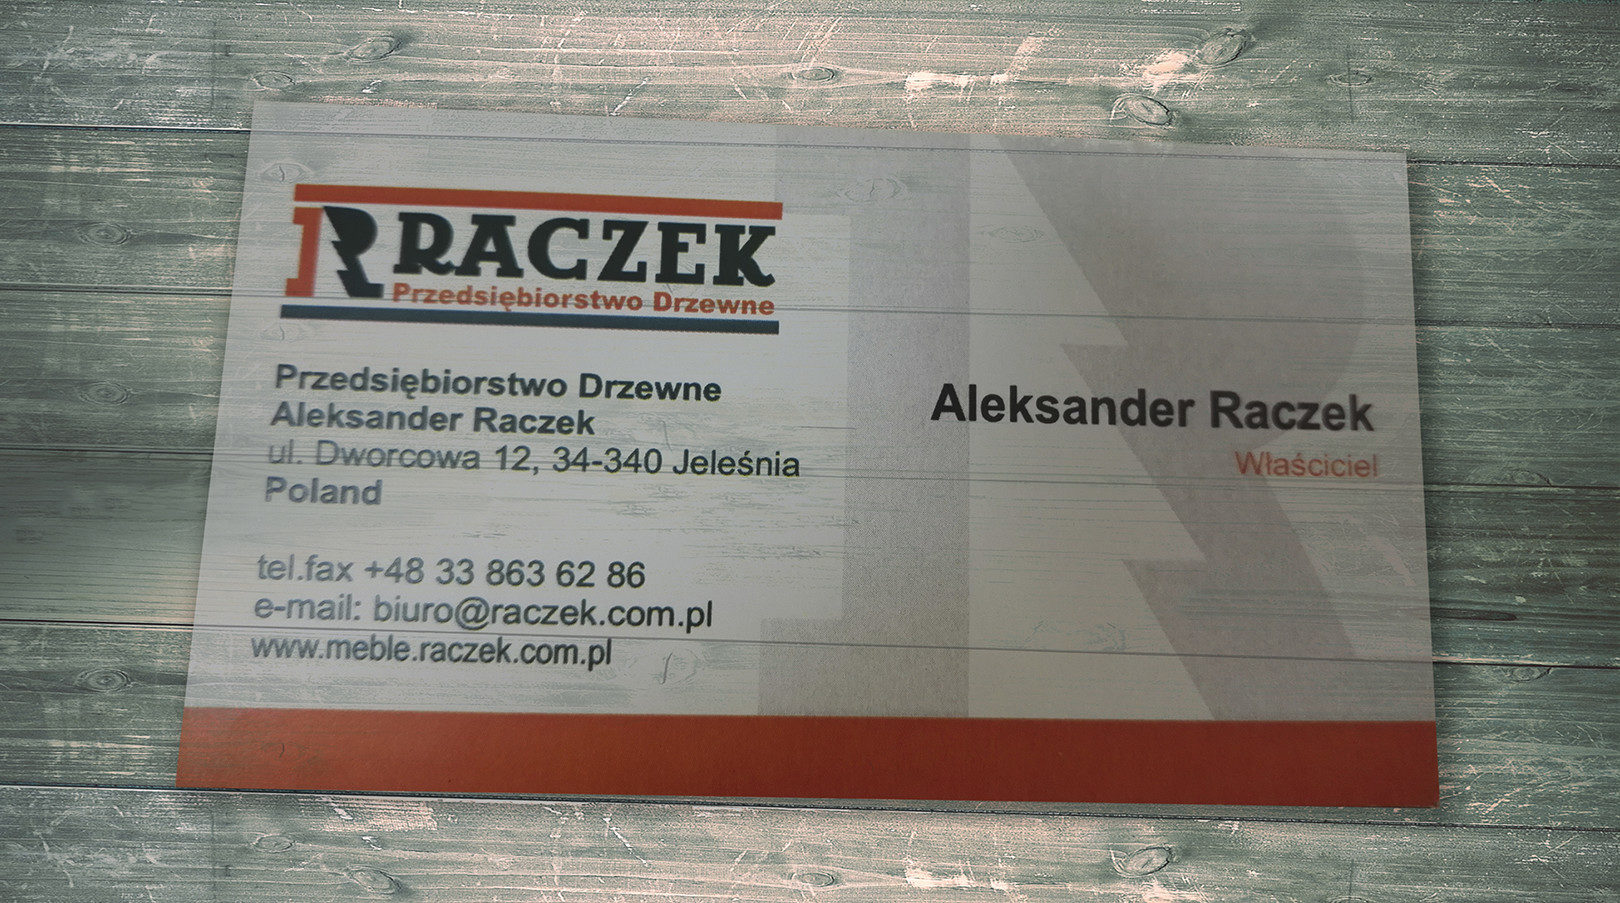 RACZEK
Przedsiębiorstwo Drzewne
Przedsiębiorstwo Drzewne
Aleksander Raczek
ul. Dworcowa 12, 34-340 Jeleśnia
Poland
tel.fax +48 33 863 62 86
e-mail: biuro@raczek.com.pl
www.meble.raczek.com.pl
Aleksander Raczek
Właściciel